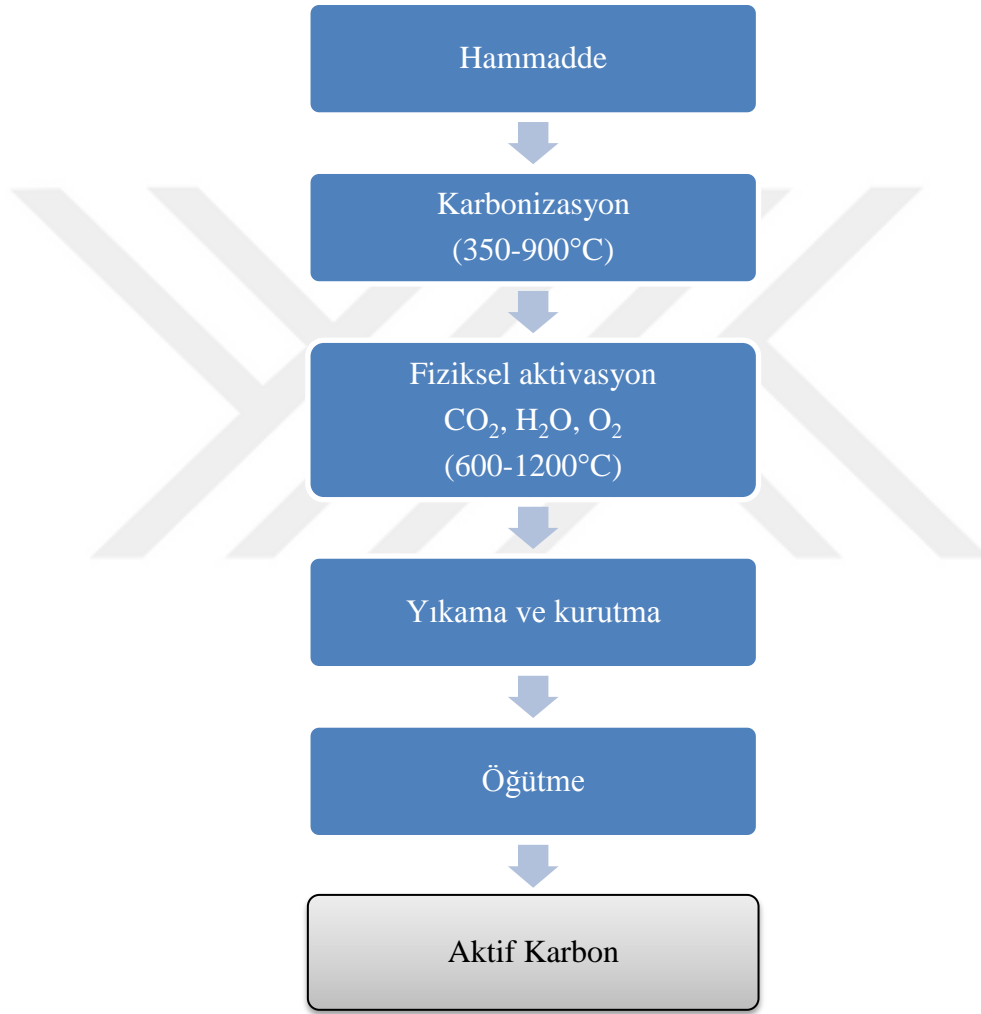 Hammadde
Karbonizasyon
(350-900°C)
Fiziksel aktivasyon
CO₂, H₂O, O₂
(600-1200°C)
Yıkama ve kurutma
Öğütme
Aktif Karbon